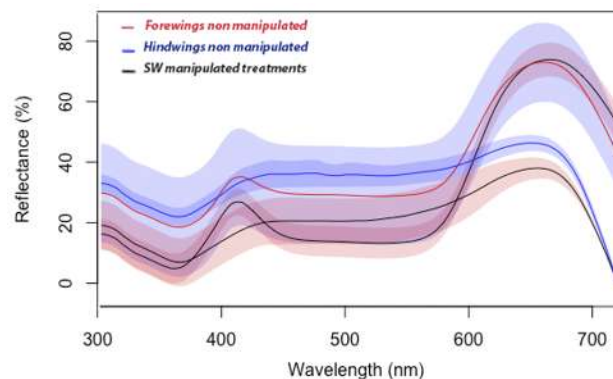 Forewings non manipulated
Hindwings non manipulated
SW manipulated treatments
Reflectance (%)
80
60
40
20
0
300 400 500 600 700
Wavelength (nm)